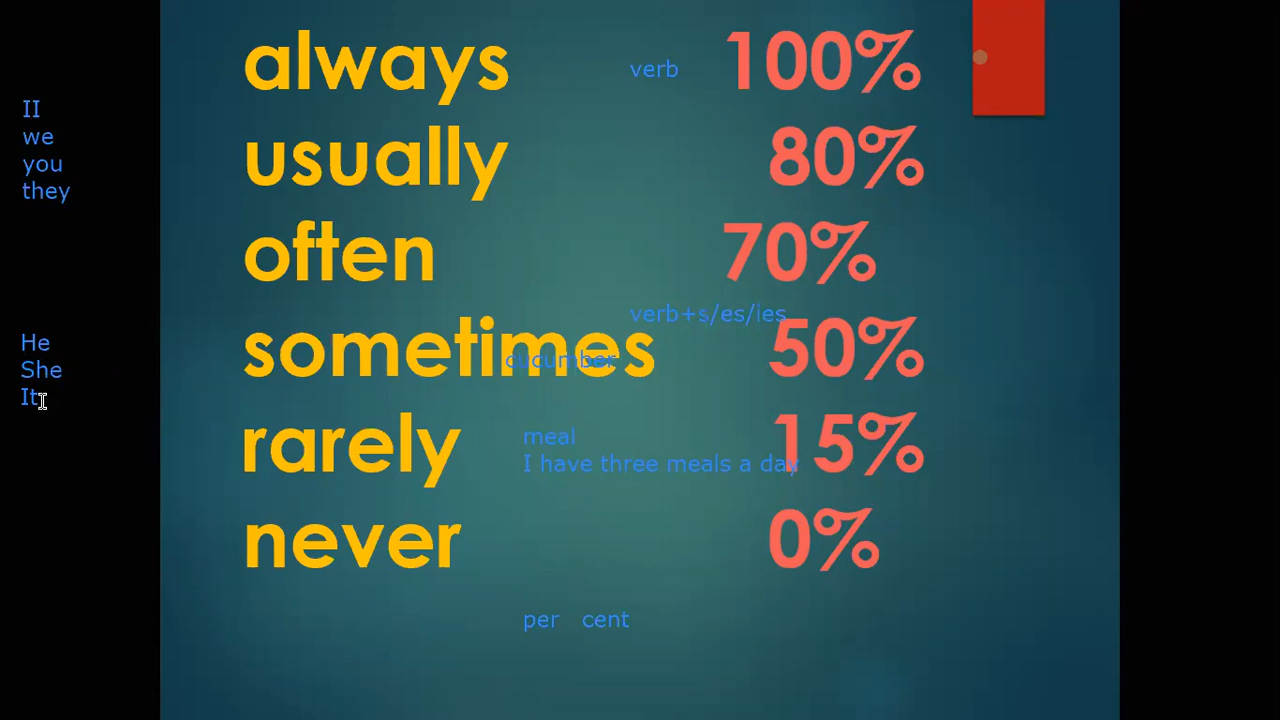 always verb 100%
II
we
you
they
usually 80%
often 70%
verb+s/es/ies
He
She
It
sometimes 50%
cucumber
rarely 15%
meal
I have three meals a day
never 0%
per cent